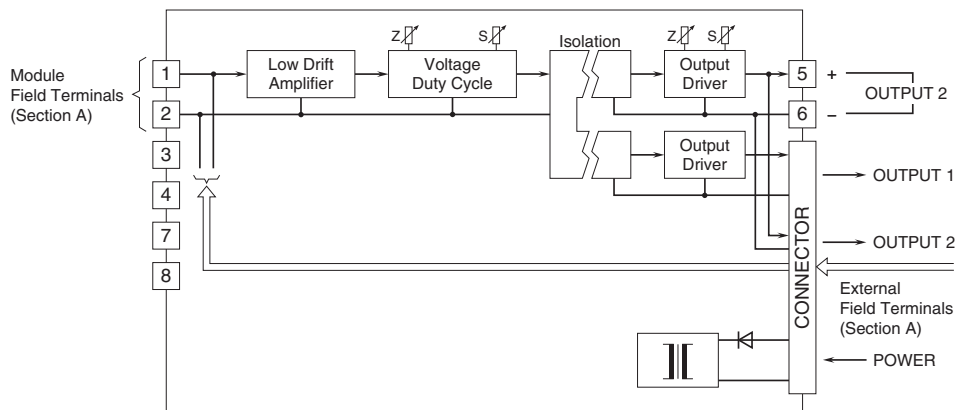 Z
S
Isolation
Z
S
Module
Field Terminals
(Section A)
1
2
3
4
7
8
Low Drift
Amplifier
Voltage
Duty Cycle
Output
Driver
Output
Driver
5
6
+
–
OUTPUT 2
CONNECTOR
OUTPUT 1
OUTPUT 2
External
Field Terminals
(Section A)
POWER